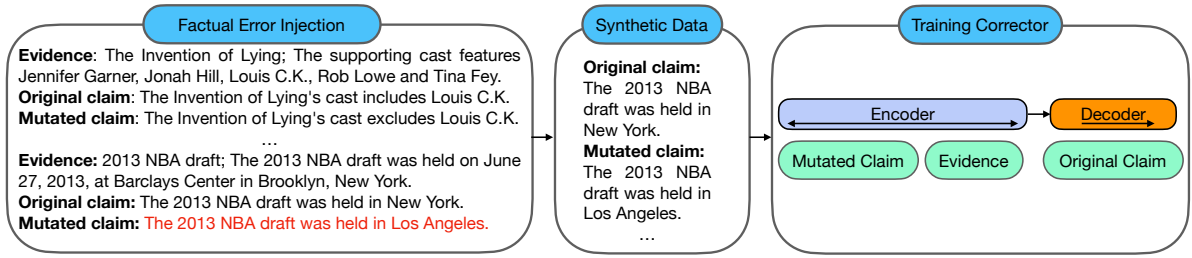 Factual Error Injection
Evidence: The Invention of Lying; The supporting cast features
Jennifer Garner, Jonah Hill, Louis C.K., Rob Lowe and Tina Fey.
Original claim: The Invention of Lying's cast includes Louis C.K.
Mutated claim: The Invention of Lying's cast excludes Louis C.K.
...
Evidence: 2013 NBA draft; The 2013 NBA draft was held on June
27, 2013, at Barclays Center in Brooklyn, New York.
Original claim: The 2013 NBA draft was held in New York.
Mutated claim: The 2013 NBA draft was held in Los Angeles.
Synthetic Data
Original claim:
The 2013 NBA
draft was held in
New York.
Mutated claim:
The 2013 NBA
draft was held in
Los Angeles.
...
Training Corrector
Encoder
Decoder
Mutated Claim
Evidence
Original Claim